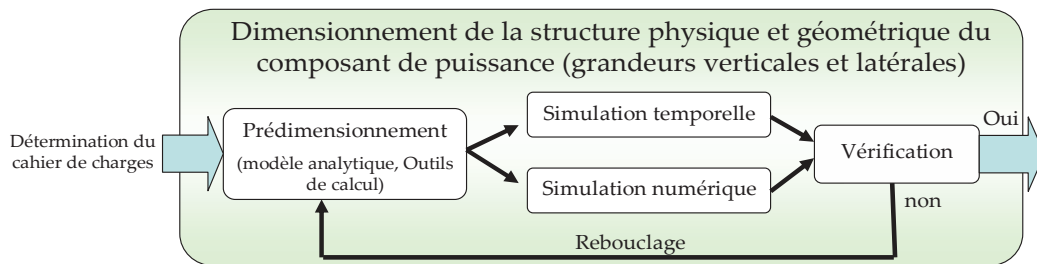 Dimensionnement de la structure physique et géométrique du
composant de puissance (grandeurs verticales et latérales)
Détermination du
cahier de charges
Prédimensionnement
(modèle analytique, Outils
de calcul)
Simulation temporelle
Simulation numérique
Vérification
Oui
non
Rebouclage